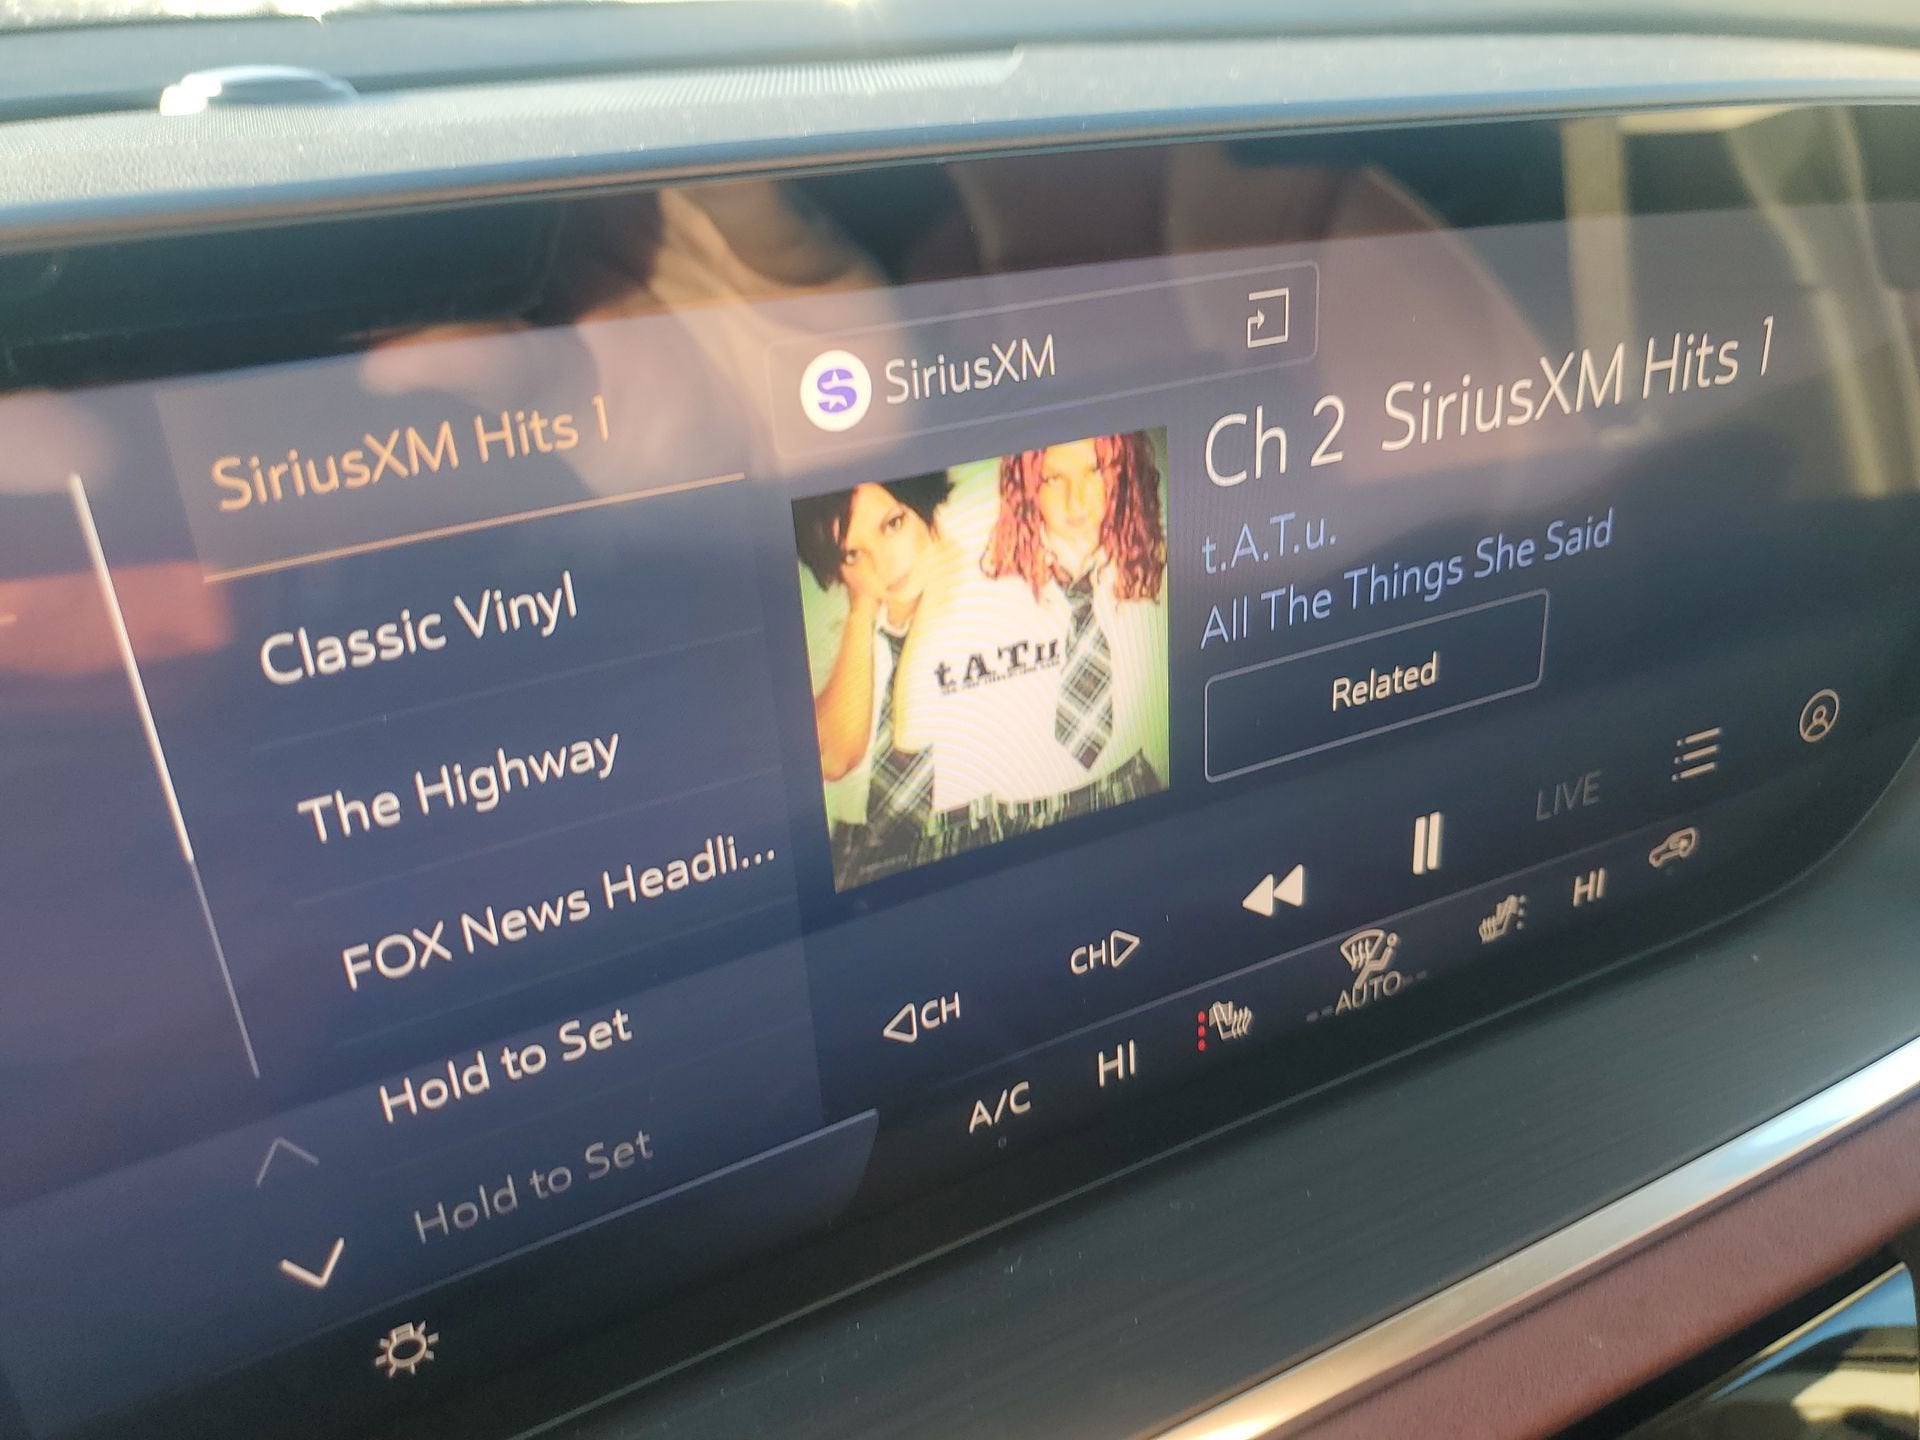 SiriusXM Hits 1
Classic Vinyl
The Highway
FOX News Headli...
Hold to Set
Hold to Set
SiriusXM
Ch 2 SiriusXM Hits 1
t.A.T.u.
All The Things She Said
Related
t.A.T.u
LIVE
CH
CH
A/C
HI
--AUTO--
HI